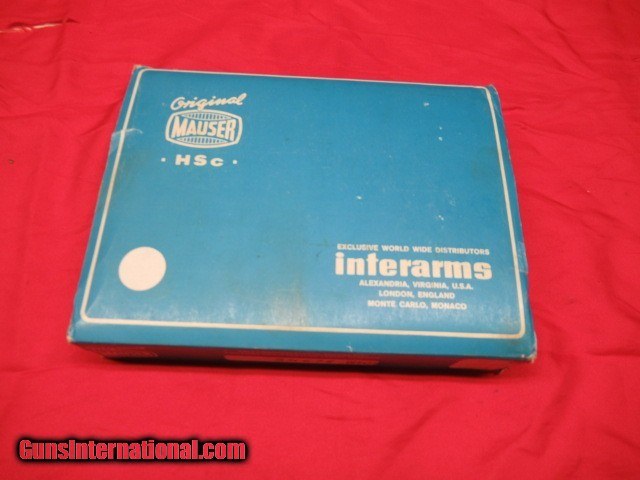 Original
MAUSER
· HSc ·
EXCLUSIVE WORLD WIDE DISTRIBUTORS
interarms
ALEXANDRIA, VIRGINIA, U.S.A.
LONDON, ENGLAND
MONTE CARLO, MONACO
GunsInternational.com